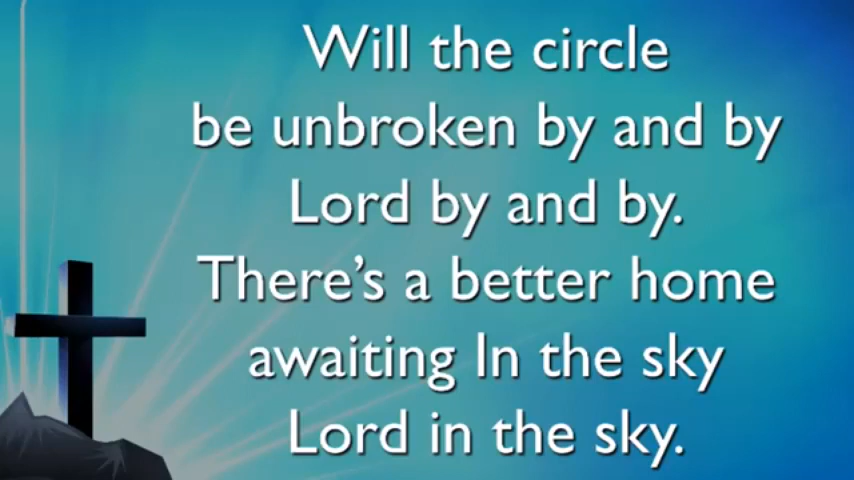 Will the circle
be unbroken by and by
Lord by and by.
There's a better home
awaiting In the sky
Lord in the sky.